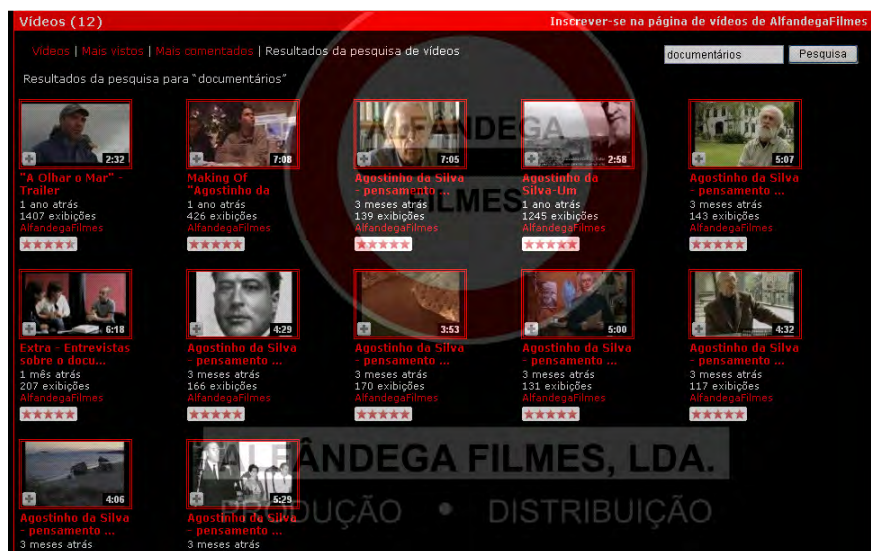 Vídeos (12)
Inscrever-se na página de vídeos de AlfandegaFilmes
Vídeos | Mais vistos | Mais comentados | Resultados da pesquisa de vídeos
documentários
Pesquisa
Resultados da pesquisa para "documentários"
ALFÂNDEGA
FILMES
2:32
"A Olhar o Mar" -
Trailer
1 ano atrás
1407 exibições
AlfandegaFilmes
7:08
Making Of
"Agostinho da
1 ano atrás
426 exibições
AlfandegaFilmes
7:05
Agostinho da Silva
- pensamento ...
3 meses atrás
139 exibições
AlfandegaFilmes
2:58
Agostinho da
Silva-Um
1 ano atrás
1245 exibições
AlfandegaFilmes
5:07
Agostinho da Silva
- pensamento ...
3 meses atrás
143 exibições
AlfandegaFilmes
6:18
Extra - Entrevistas
sobre o docu...
1 mês atrás
207 exibições
AlfandegaFilmes
4:29
Agostinho da Silva
- pensamento ...
3 meses atrás
166 exibições
AlfandegaFilmes
3:53
Agostinho da Silva
- pensamento ...
3 meses atrás
170 exibições
AlfandegaFilmes
5:00
Agostinho da Silva
- pensamento ...
3 meses atrás
131 exibições
AlfandegaFilmes
4:32
Agostinho da Silva
- pensamento ...
3 meses atrás
117 exibições
AlfandegaFilmes
4:06
Agostinho da Silva
- pensamento ...
3 meses atrás
5:29
Agostinho da Silva
- pensamento ...
3 meses atrás
ALFÂNDEGA FILMES, LDA.
PRODUÇÃO • DISTRIBUIÇÃO